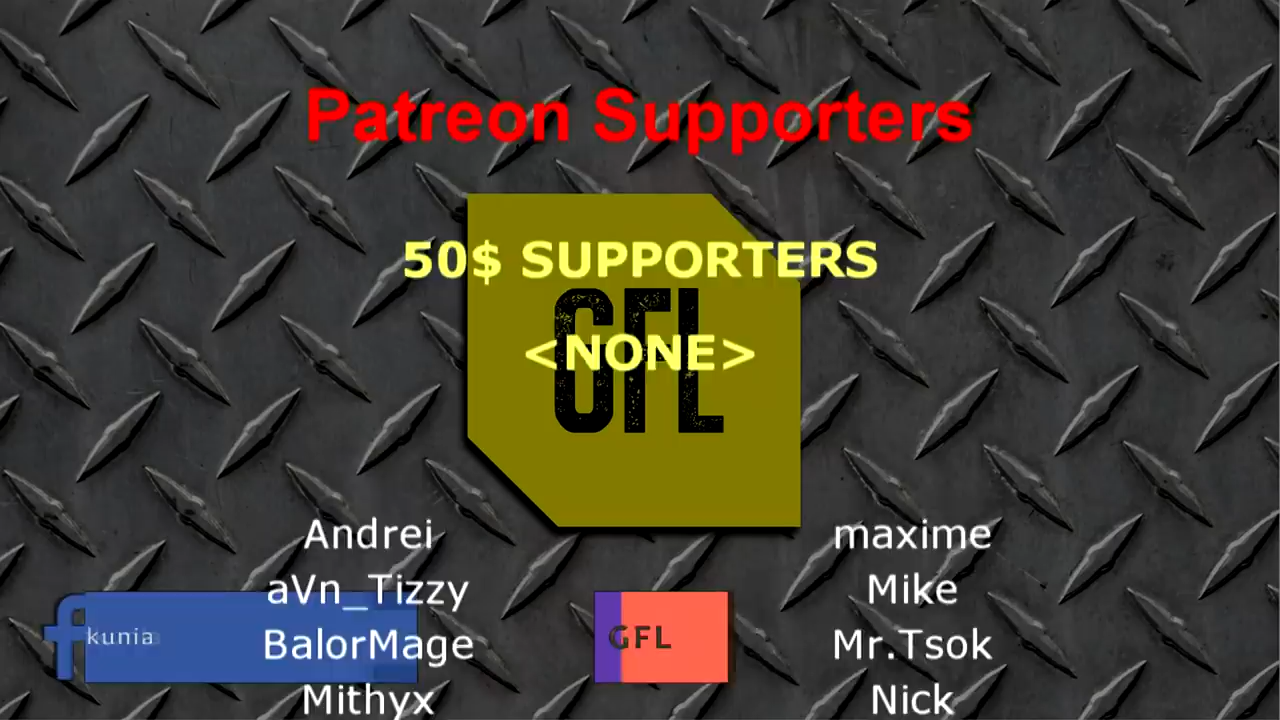 Patreon Supporters
50$ SUPPORTERS
GFL
<NONE>
Andrei
maxime
aVn_Tizzy
Mike
kunia
GFL
BalorMage
Mr.Tsok
Mithyx
Nick